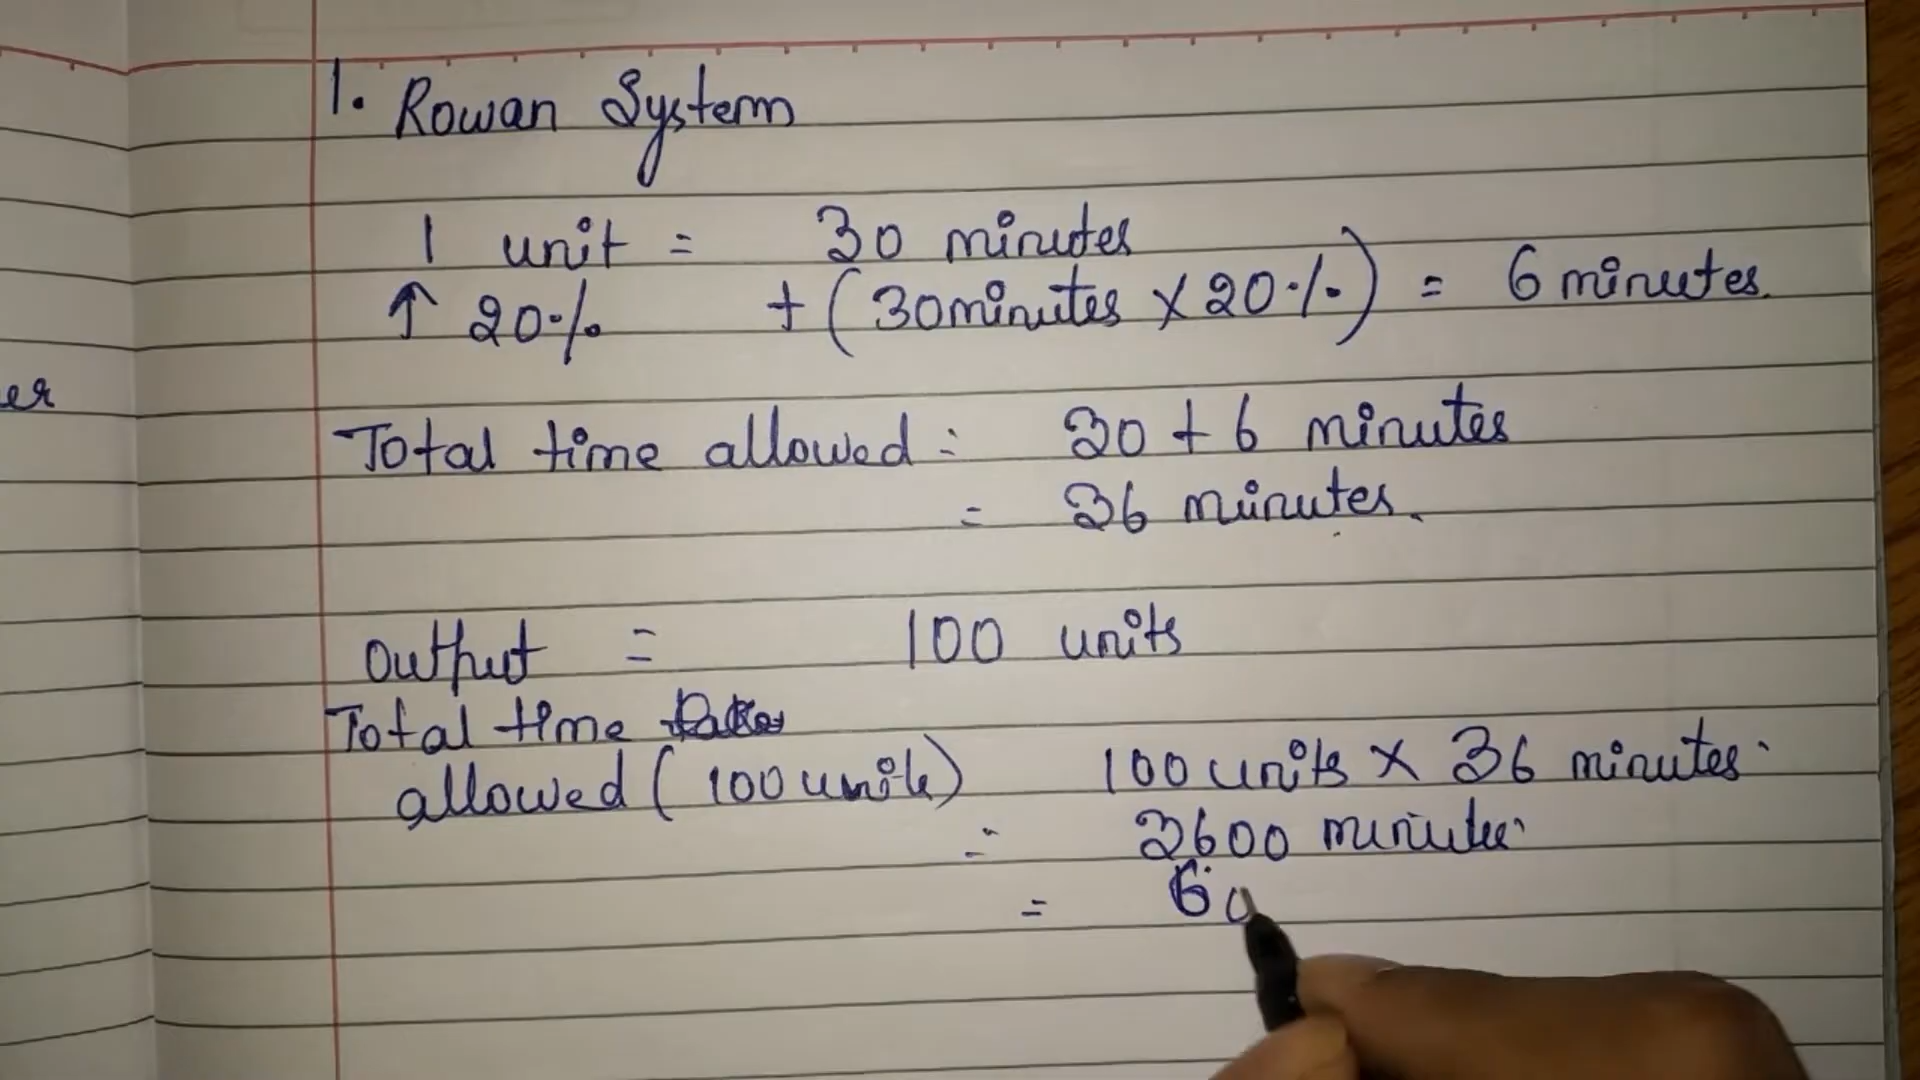 er
1. Rowan System
1 unit = 30 minutes
↑ 20% + (30minutes × 20%) = 6 minutes.
Total time allowed = 30 + 6 minutes
= 36 minutes.
Output = 100 units
Total time
allowed (100 units) 100 units × 36 minutes.
= 3600 minutes
= 60